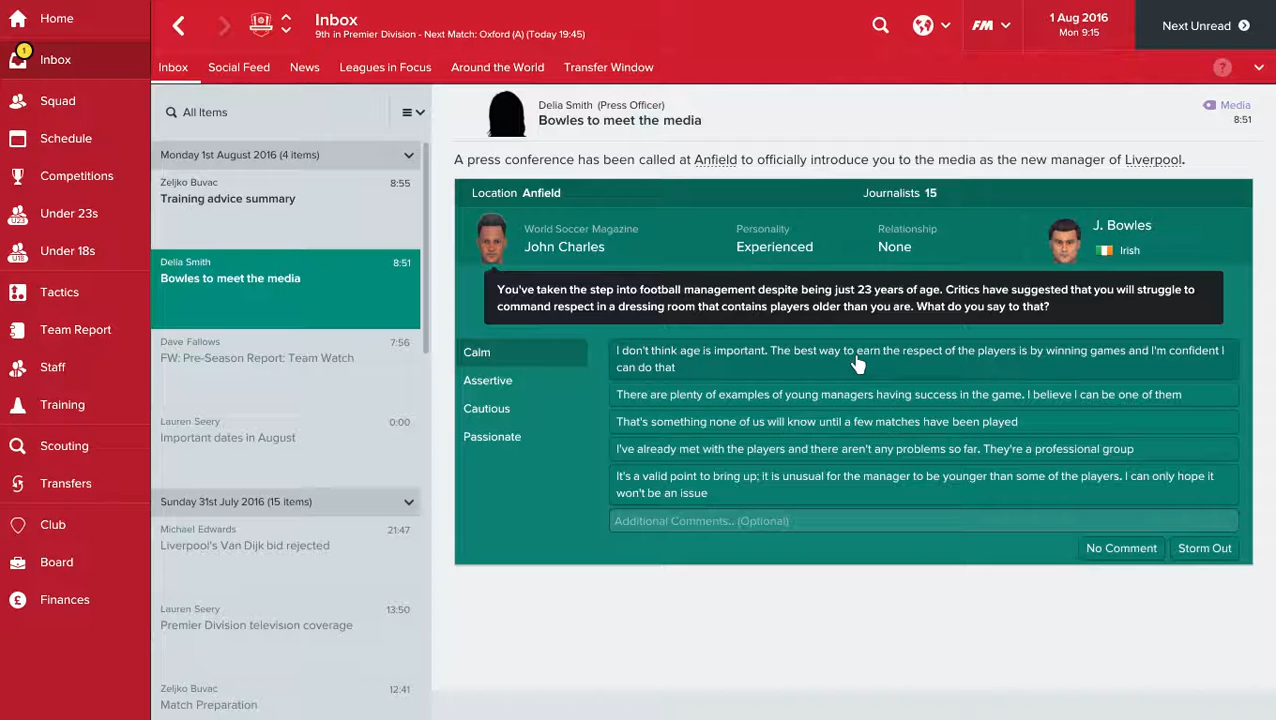 Home
1
Inbox
Squad
Schedule
Competitions
U23
Under 23s
U18
Under 18s
Tactics
Team Report
Staff
Training
Scouting
Transfers
Club
Board
£
Finances
Inbox
9th in Premier Division - Next Match: Oxford (A) (Today 19:45)
FM
1 Aug 2016
Mon 9:15
Next Unread
Inbox
Social Feed
News
Leagues in Focus
Around the World
Transfer Window
?
All Items
Monday 1st August 2016 (4 items)
Zeljko Buvac 8:55
Training advice summary
Delia Smith 8:51
Bowles to meet the media
Dave Fallows 7:56
FW: Pre-Season Report: Team Watch
Lauren Seery 0:00
Important dates in August
Sunday 31st July 2016 (15 items)
Michael Edwards 21:47
Liverpool's Van Dijk bid rejected
Lauren Seery 13:50
Premier Division television coverage
Zeljko Buvac 12:41
Match Preparation
Delia Smith (Press Officer)
Bowles to meet the media
Media
8:51
A press conference has been called at Anfield to officially introduce you to the media as the new manager of Liverpool.
Location Anfield
Journalists 15
World Soccer Magazine
John Charles
Personality
Experienced
Relationship
None
J. Bowles
Irish
You've taken the step into football management despite being just 23 years of age. Critics have suggested that you will struggle to
command respect in a dressing room that contains players older than you are. What do you say to that?
Calm
Assertive
Cautious
Passionate
I don't think age is important. The best way to earn the respect of the players is by winning games and I'm confident I
can do that
There are plenty of examples of young managers having success in the game. I believe I can be one of them
That's something none of us will know until a few matches have been played
I've already met with the players and there aren't any problems so far. They're a professional group
It's a valid point to bring up; it is unusual for the manager to be younger than some of the players. I can only hope it
won't be an issue
Additional Comments.. (Optional)
No Comment
Storm Out